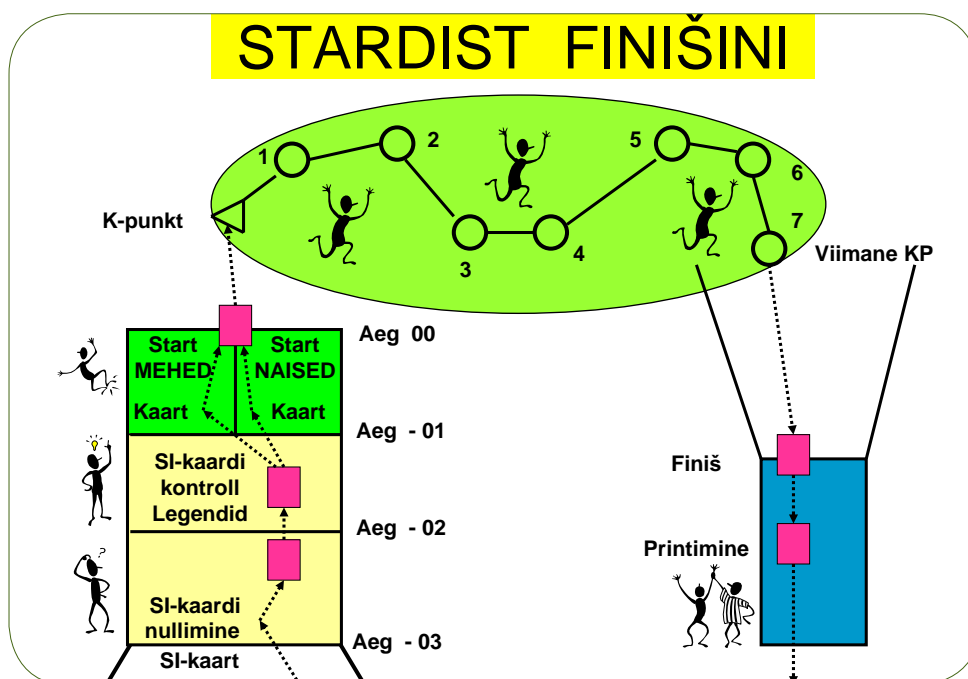 STARDIST FINIŠINI
1
2
5
6
K-punkt
7
3
4
Viimane KP
Aeg 00
Start
MEHED
Start
NAISED
Kaart
Kaart
Aeg - 01
SI-kaardi
kontroll
Legendid
Finiš
Aeg - 02
Printimine
?
SI-kaardi
nullimine
Aeg - 03
SI-kaart